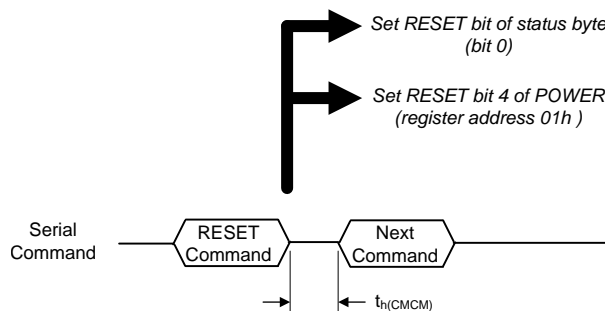 Set RESET bit of status byte
(bit 0)
Set RESET bit 4 of POWER
(register address 01h )
Serial
Command
RESET
Command
Next
Command
th(CMCM)